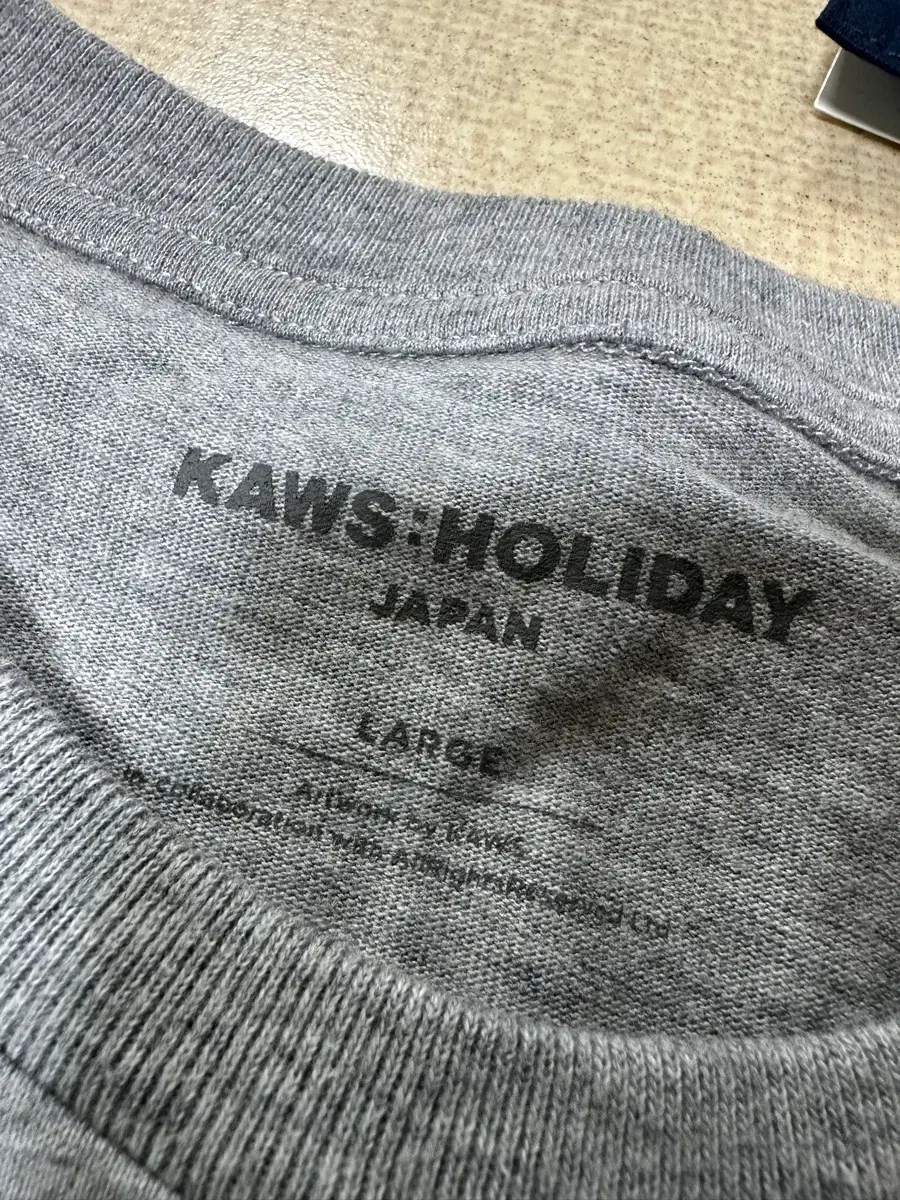 KAWS:HOLIDAY
JAPAN
LARGE
Artwork by KAWS
In collaboration with AllRightsReserved Ltd